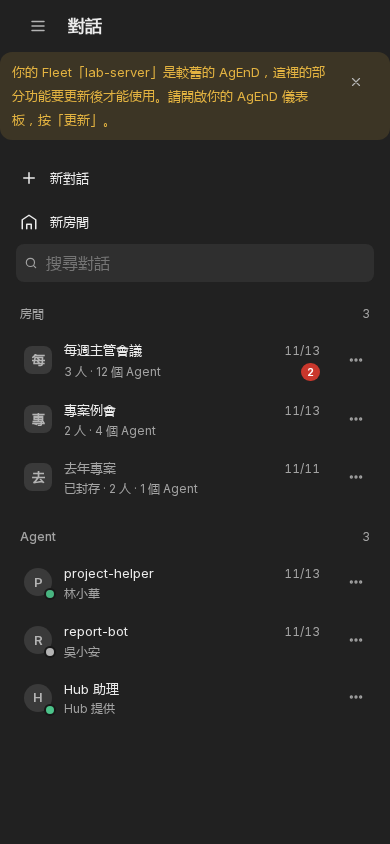 對話
你的 Fleet「lab-server」是較舊的 AgEnD，這裡的部
分功能要更新後才能使用。請開啟你的 AgEnD 儀表
板，按「更新」。
新對話
新房間
搜尋對話
房間 3
每 每週主管會議 11/13
3 人 · 12 個 Agent 2
專 專案例會 11/13
2 人 · 4 個 Agent
去 去年專案 11/11
已封存 · 2 人 · 1 個 Agent
Agent 3
P project-helper 11/13
林小華
R report-bot 11/13
吳小安
H Hub 助理
Hub 提供